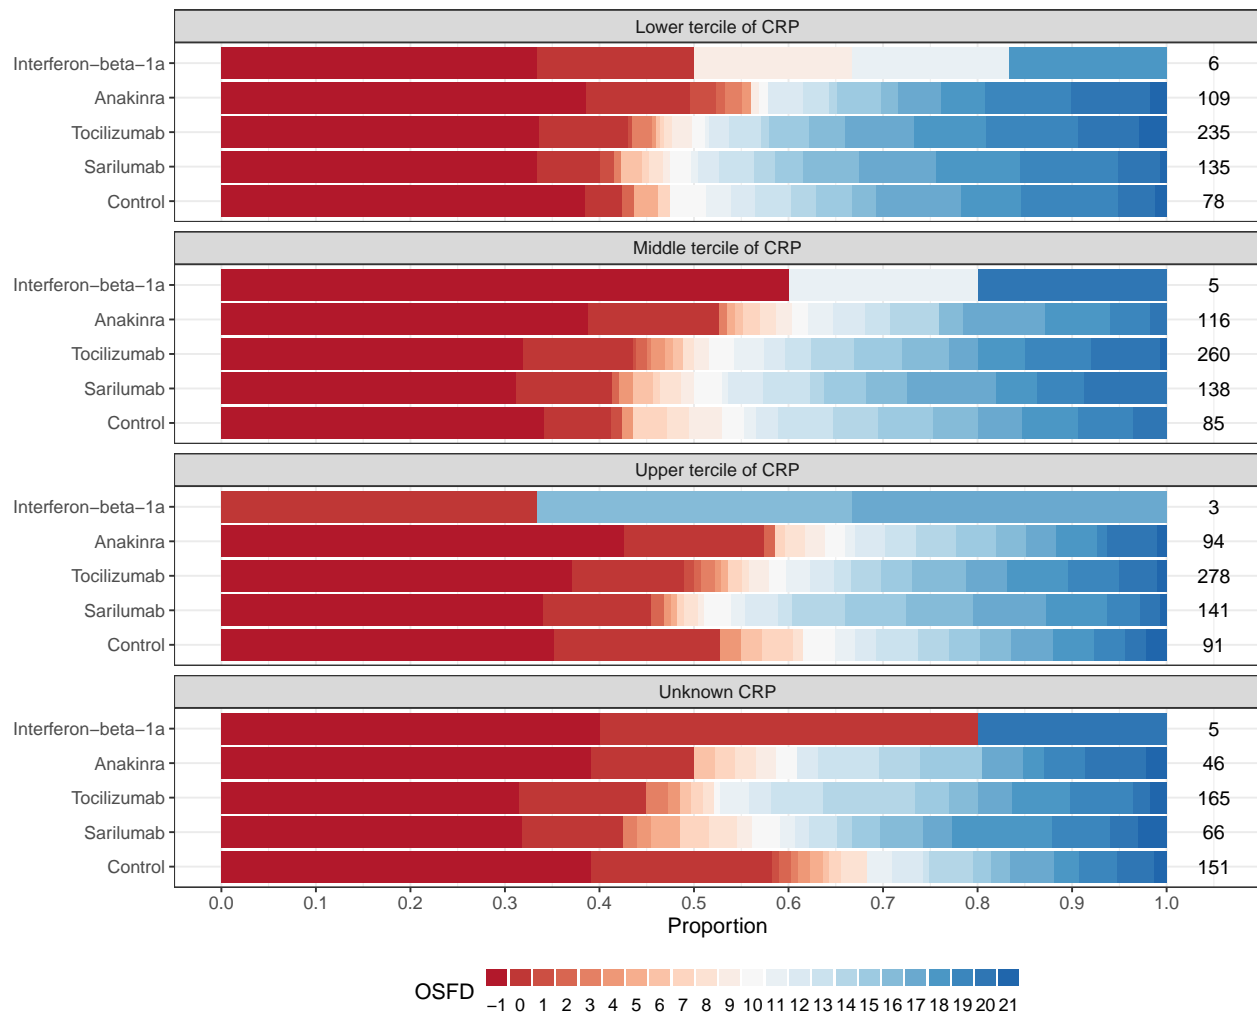 Lower tercile of CRP
Interferon−beta−1a 6
Anakinra 109
Tocilizumab 235
Sarilumab 135
Control 78
Middle tercile of CRP
Interferon−beta−1a 5
Anakinra 116
Tocilizumab 260
Sarilumab 138
Control 85
Upper tercile of CRP
Interferon−beta−1a 3
Anakinra 94
Tocilizumab 278
Sarilumab 141
Control 91
Unknown CRP
Interferon−beta−1a 5
Anakinra 46
Tocilizumab 165
Sarilumab 66
Control 151
0.0 0.1 0.2 0.3 0.4 0.5 0.6 0.7 0.8 0.9 1.0
Proportion
OSFD
−1 0 1 2 3 4 5 6 7 8 9 10 11 12 13 14 15 16 17 18 19 20 21